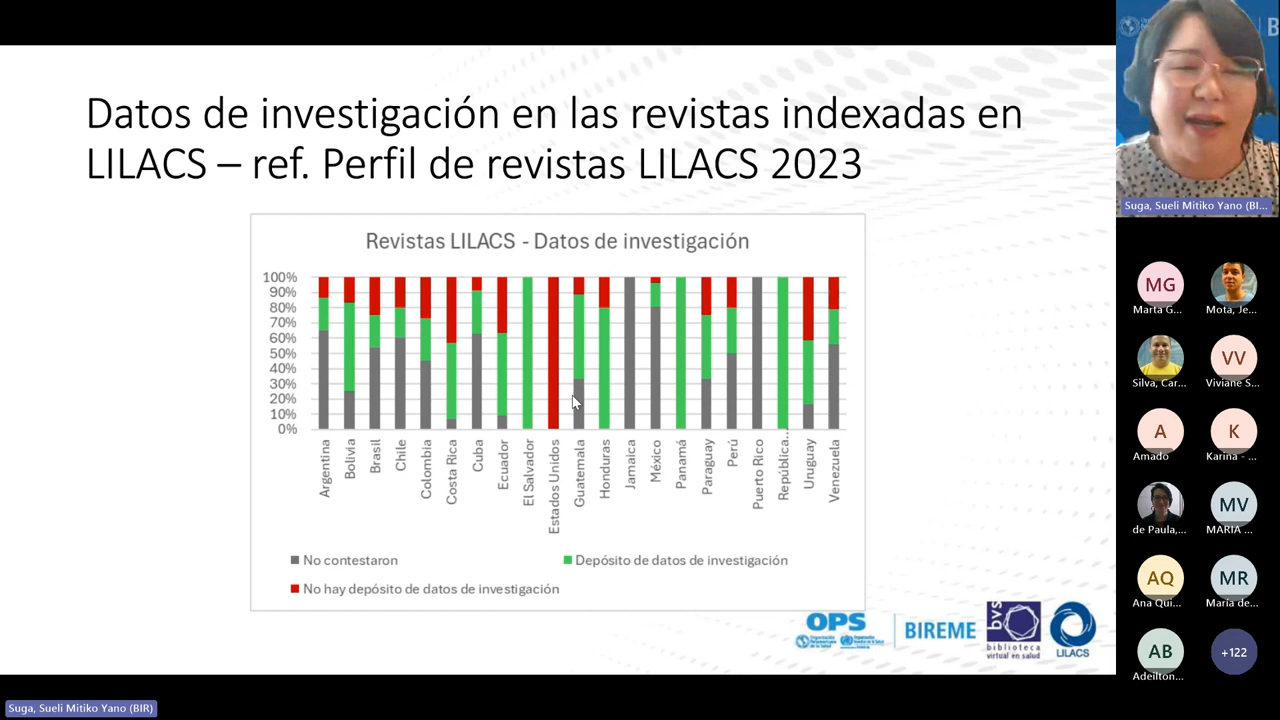 Datos de investigación en las revistas indexadas en
LILACS – ref. Perfil de revistas LILACS 2023
Revistas LILACS - Datos de investigación
100%
90%
80%
70%
60%
50%
40%
30%
20%
10%
0%
Argentina
Bolivia
Brasil
Chile
Colombia
Costa Rica
Cuba
Ecuador
El Salvador
Estados Unidos
Guatemala
Honduras
Jamaica
México
Panamá
Paraguay
Perú
Puerto Rico
República...
Uruguay
Venezuela
No contestaron
Depósito de datos de investigación
No hay depósito de datos de investigación
OPS
BIREME
bvs
biblioteca
virtual en salud
LILACS
Suga, Sueli Mitiko Yano (BI...
MG
Marta G...
Mota, Je...
Silva, Car...
VV
Viviane S...
A
Amado
K
Karina - ...
de Paula,...
MV
MARIA ...
AQ
Ana Qui...
MR
Maria de...
AB
Adeilton...
+122
Suga, Sueli Mitiko Yano (BIR)